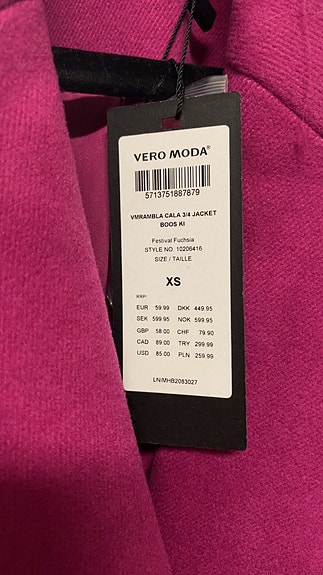 VERO MODA®
5713751887879
VMRAMBLA CALA 3/4 JACKET
BOOS KI
Festival Fuchsia
STYLE NO. 10206416
SIZE / TAILLE
XS
RRP:
EUR 59.99 DKK 449.95
SEK 599.95 NOK 599.95
GBP 58.00 CHF 79.90
CAD 89.00 TRY 299.99
USD 85.00 PLN 259.99
LNIMHB2083027